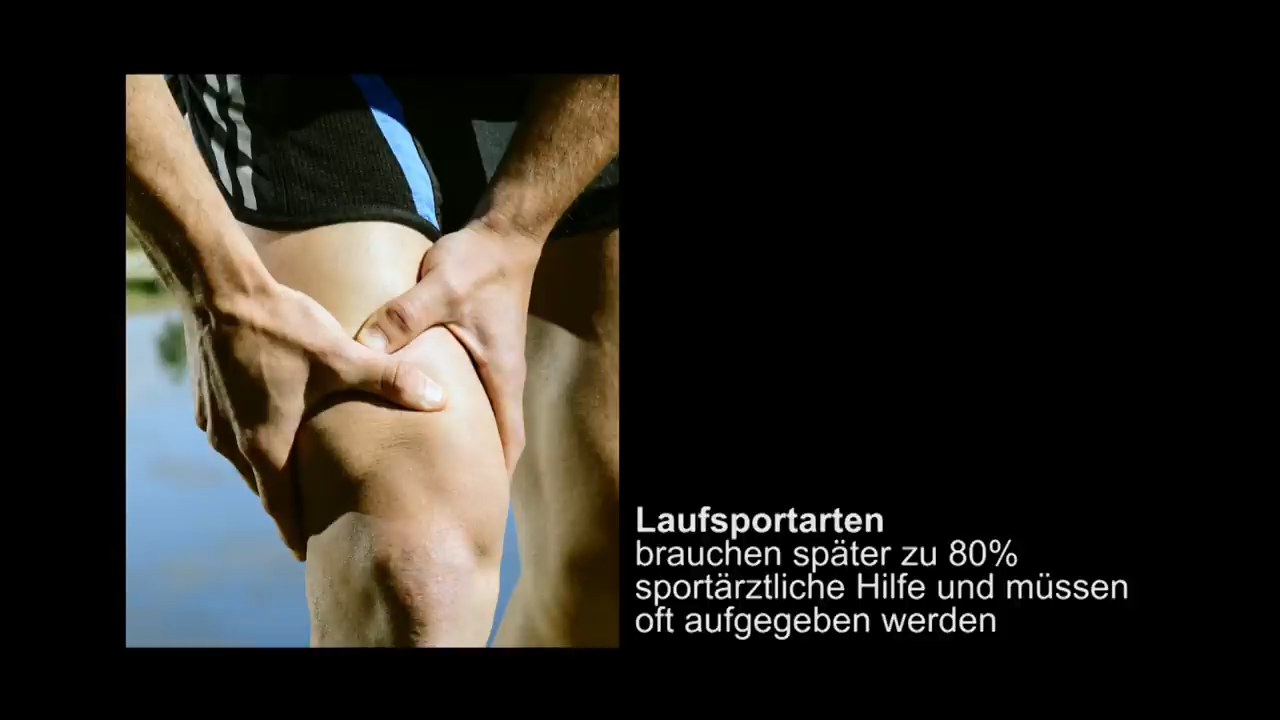 Laufsportarten
brauchen später zu 80%
sportärztliche Hilfe und müssen
oft aufgegeben werden